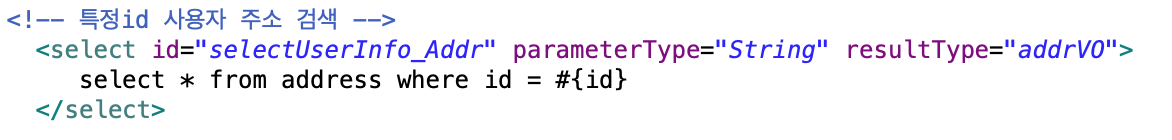 <!-- 특정id 사용자 주소 검색 -->
<select id="selectUserInfo_Addr" parameterType="String" resultType="addrVO">
select * from address where id = #{id}
</select>